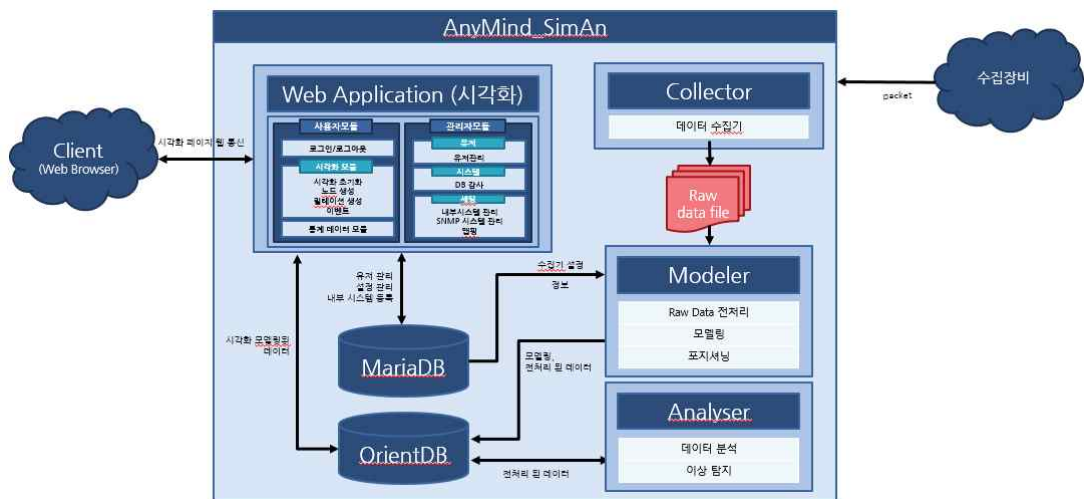 AnyMind_SimAn
Web Application (시각화)
사용자모듈
로그인/로그아웃
시각화 모듈
시각화 초기화
노드 생성
릴레이션 생성
이벤트
통계 데이터 모듈
관리자모듈
유저
유저관리
시스템
DB 감사
세팅
내부시스템 관리
SNMP 시스템 관리
맵핑
Collector
데이터 수집기
수집장비
packet
Client
(Web Browser)
시각화 페이지 웹 통신
Raw
data file
유저 관리
설정 관리
내부 시스템 등록
수집기 설정
정보
Modeler
Raw Data 전처리
모델링
포지셔닝
시각화 모델링된
데이터
MariaDB
모델링,
전처리 된 데이터
Analyser
데이터 분석
이상 탐지
OrientDB
전처리 된 데이터